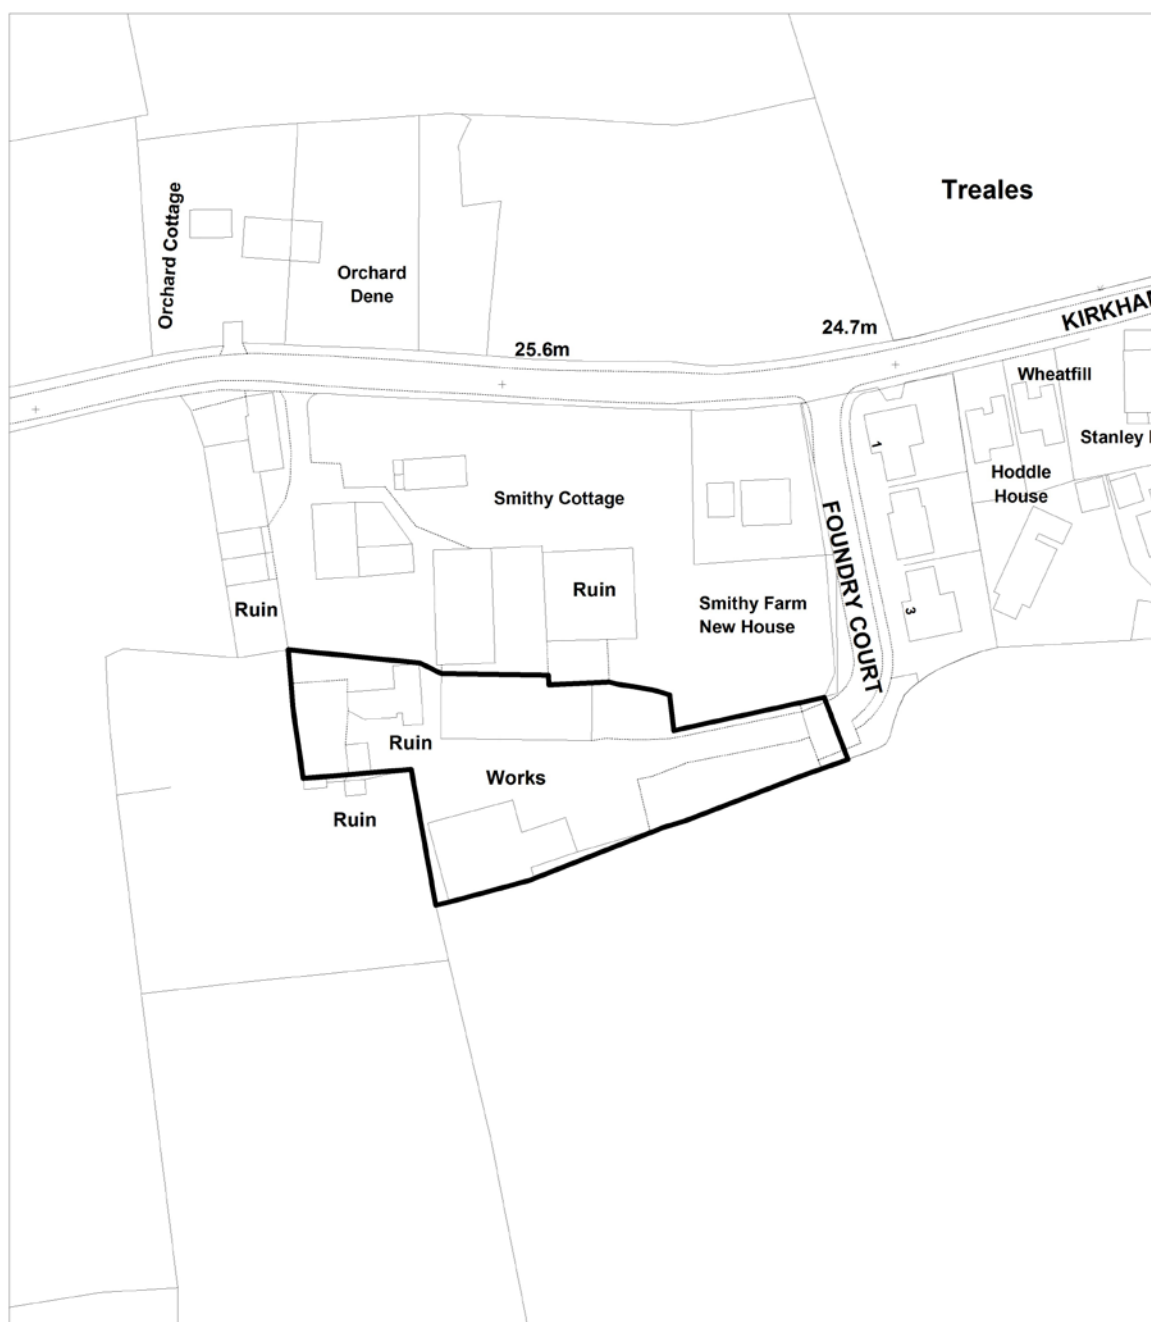 Treales
Orchard Cottage
Orchard
Dene
24.7m
KIRKHA
25.6m
Wheatfill
1
Stanley
Hoddle
House
Smithy Cottage
FOUNDRY COURT
Ruin
Ruin
Smithy Farm
New House
3
Ruin
Works
Ruin